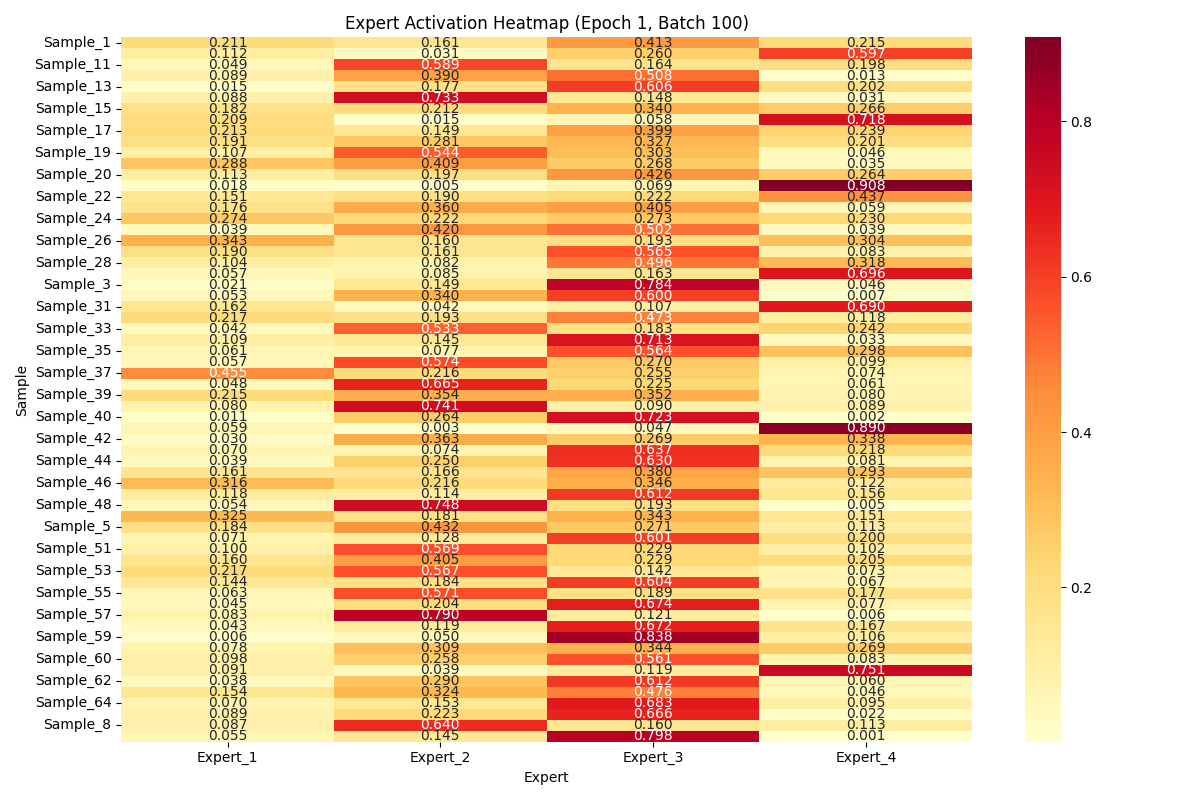 Expert Activation Heatmap (Epoch 1, Batch 100)
Sample_1 0.211 0.161 0.413 0.215
0.112 0.031 0.260 0.597
Sample_11 0.049 0.589 0.164 0.198
0.089 0.390 0.508 0.013
Sample_13 0.015 0.177 0.606 0.202
0.088 0.733 0.148 0.031
Sample_15 0.182 0.212 0.340 0.266
0.209 0.015 0.058 0.718
Sample_17 0.213 0.149 0.399 0.239
0.191 0.281 0.327 0.201
Sample_19 0.107 0.544 0.303 0.046
0.288 0.409 0.268 0.035
Sample_20 0.113 0.197 0.426 0.264
0.018 0.005 0.069 0.908
Sample_22 0.151 0.190 0.222 0.437
0.176 0.360 0.405 0.059
Sample_24 0.274 0.222 0.273 0.230
0.039 0.420 0.502 0.039
Sample_26 0.343 0.160 0.193 0.304
0.190 0.161 0.565 0.083
Sample_28 0.104 0.082 0.496 0.318
0.057 0.085 0.163 0.696
Sample_3 0.021 0.149 0.784 0.046
0.053 0.340 0.600 0.007
Sample_31 0.162 0.042 0.107 0.690
0.217 0.193 0.473 0.118
Sample_33 0.042 0.533 0.183 0.242
0.109 0.145 0.713 0.033
Sample_35 0.061 0.077 0.564 0.298
0.057 0.574 0.270 0.099
Sample_37 0.455 0.216 0.255 0.074
0.048 0.665 0.225 0.061
Sample_39 0.215 0.354 0.352 0.080
0.080 0.741 0.090 0.089
Sample_40 0.011 0.264 0.723 0.002
0.059 0.003 0.047 0.890
Sample_42 0.030 0.363 0.269 0.338
0.070 0.074 0.637 0.218
Sample_44 0.039 0.250 0.630 0.081
0.161 0.166 0.380 0.293
Sample_46 0.316 0.216 0.346 0.122
0.118 0.114 0.612 0.156
Sample_48 0.054 0.748 0.193 0.005
0.325 0.181 0.343 0.151
Sample_5 0.184 0.432 0.271 0.113
0.071 0.128 0.601 0.200
Sample_51 0.100 0.569 0.229 0.102
0.160 0.405 0.229 0.205
Sample_53 0.217 0.567 0.142 0.073
0.144 0.184 0.604 0.067
Sample_55 0.063 0.571 0.189 0.177
0.045 0.204 0.674 0.077
Sample_57 0.083 0.790 0.121 0.006
0.043 0.119 0.672 0.167
Sample_59 0.006 0.050 0.838 0.106
0.078 0.309 0.344 0.269
Sample_60 0.098 0.258 0.561 0.083
0.091 0.039 0.119 0.751
Sample_62 0.038 0.290 0.612 0.060
0.154 0.324 0.476 0.046
Sample_64 0.070 0.153 0.683 0.095
0.089 0.223 0.666 0.022
Sample_8 0.087 0.640 0.160 0.113
0.055 0.145 0.798 0.001
Expert_1 Expert_2 Expert_3 Expert_4
Expert
Sample
0.8
0.6
0.4
0.2